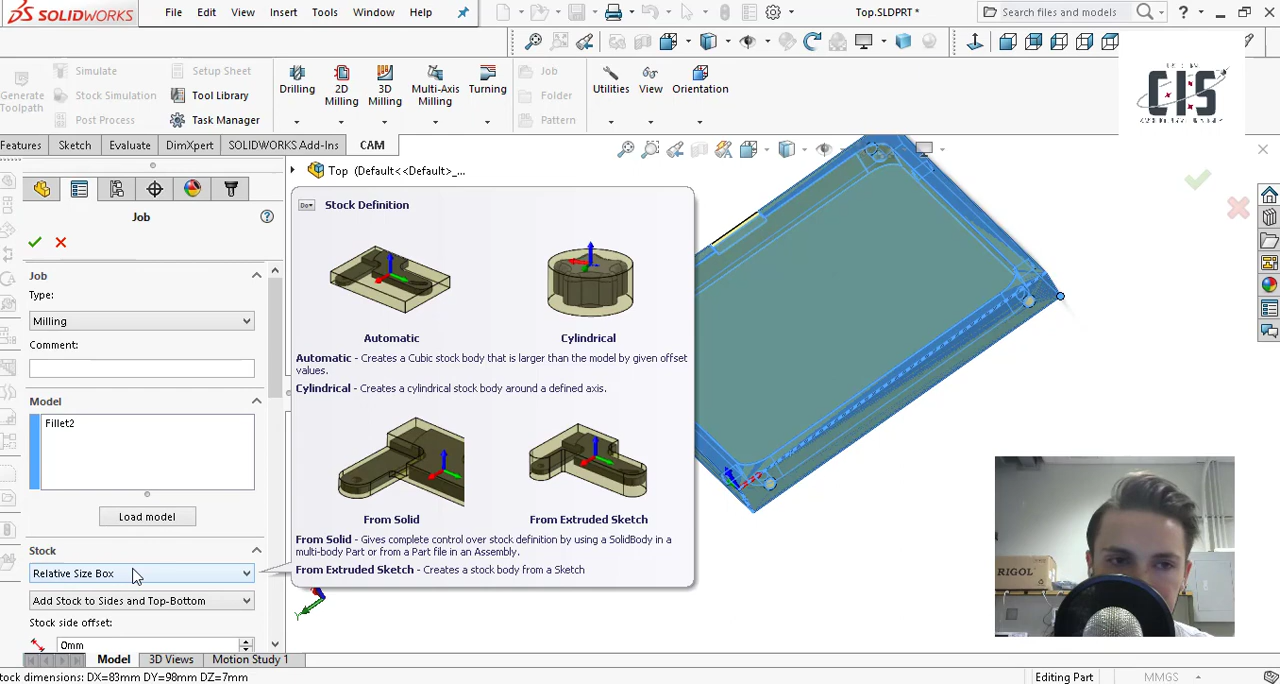 SOLIDWORKS
File Edit View Insert Tools Window Help
Top.SLDPRT *
Search files and models
?
Generate Toolpath
Simulate
Stock Simulation
Post Process
Setup Sheet
Tool Library
Task Manager
Drilling
2D Milling
3D Milling
Multi-Axis Milling
Turning
Job
Folder
Pattern
Utilities
View
Orientation
CIS
Features Sketch Evaluate DimXpert SOLIDWORKS Add-Ins CAM
Top (Default<<Default>_...
Job
Job
Type:
Milling
Comment:
Model
Fillet2
Load model
Stock
Relative Size Box
Add Stock to Sides and Top-Bottom
Stock side offset:
0mm
Stock Definition
Automatic
Cylindrical
Automatic - Creates a Cubic stock body that is larger than the model by given offset
values.
Cylindrical - Creates a cylindrical stock body around a defined axis.
From Solid
From Extruded Sketch
From Solid - Gives complete control over stock definition by using a SolidBody in a
multi-body Part or from a Part file in an Assembly.
From Extruded Sketch - Creates a stock body from a Sketch
RIGOL
Model 3D Views Motion Study 1
tock dimensions: DX=83mm DY=98mm DZ=7mm
Editing Part
MMGS